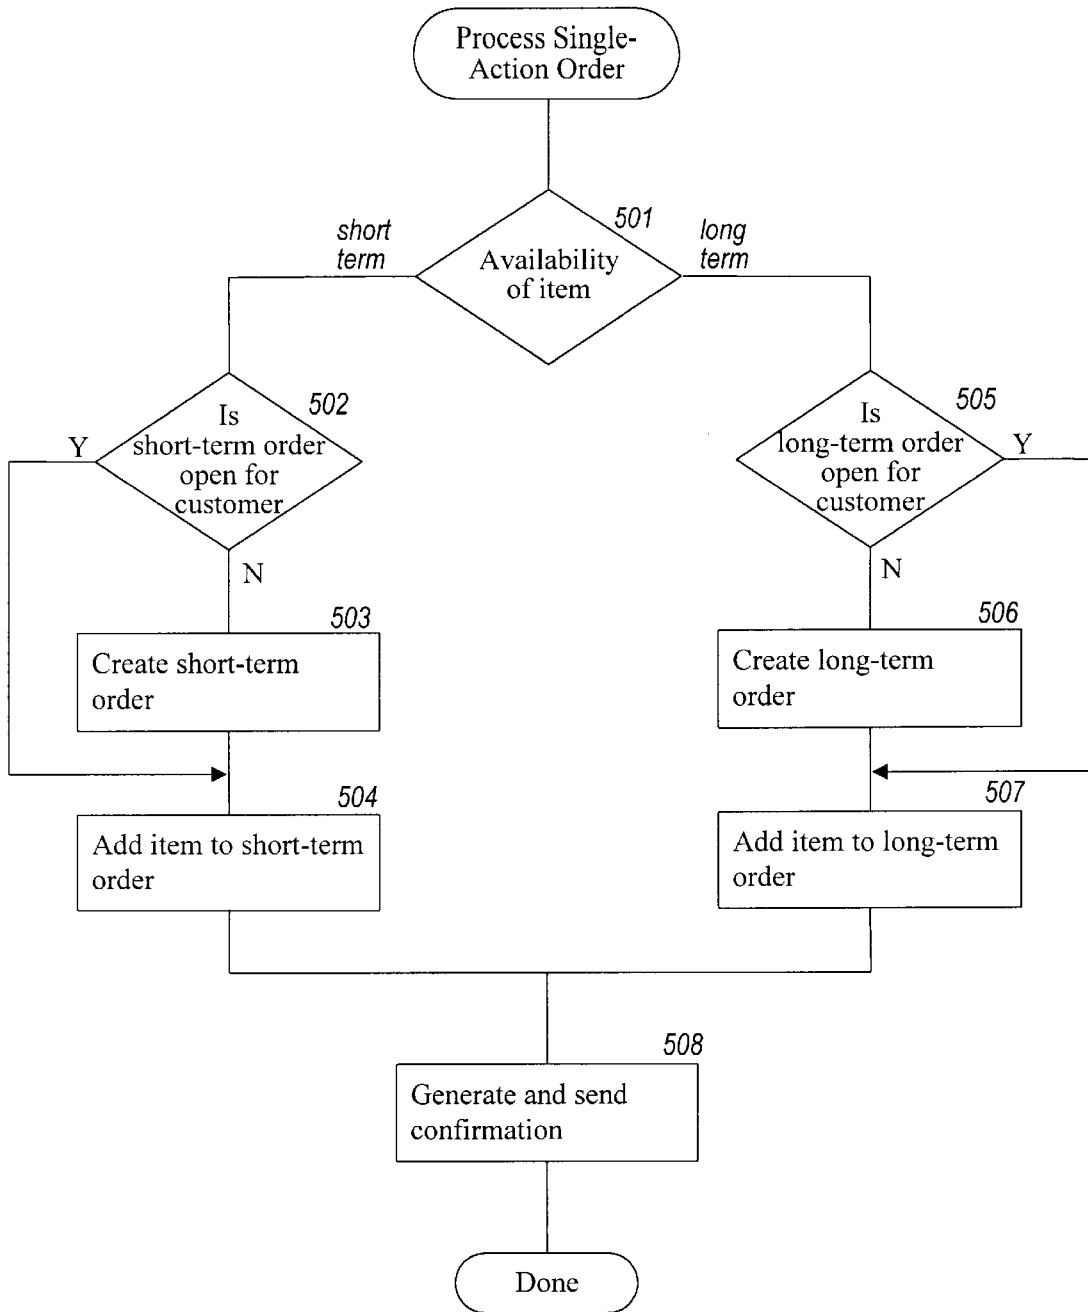 Process Single-
Action Order
501
short
term
long
term
Availability
of item
502
Is
short-term order
open for
customer
Y
N
505
Is
long-term order
open for
customer
Y
N
503
Create short-term
order
506
Create long-term
order
504
Add item to short-term
order
507
Add item to long-term
order
508
Generate and send
confirmation
Done